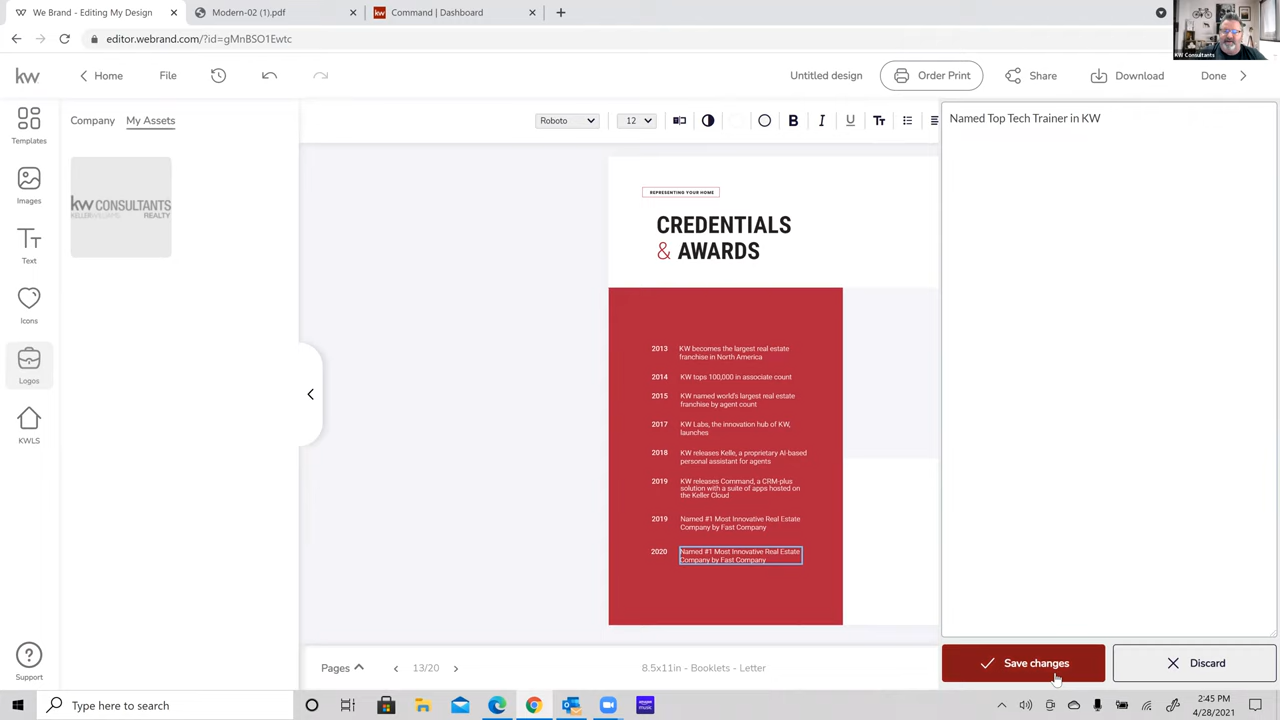 We Brand - Editing My Design
Modern-02 (1).pdf
Command | Dashboard
editor.webrand.com/?id=gMnBSO1Ewtc
KW Consultants
kw
Home
File
Untitled design
Order Print
Share
Download
Done
Templates
Images
Text
Icons
Logos
KWLS
Support
Company
My Assets
kw CONSULTANTS
KELLERWILLIAMS. REALTY
Roboto
12
Named Top Tech Trainer in KW
REPRESENTING YOUR HOME
CREDENTIALS
& AWARDS
2013 KW becomes the largest real estate
franchise in North America
2014 KW tops 100,000 in associate count
2015 KW named world's largest real estate
franchise by agent count
2017 KW Labs, the innovation hub of KW,
launches
2018 KW releases Kelle, a proprietary AI-based
personal assistant for agents
2019 KW releases Command, a CRM-plus
solution with a suite of apps hosted on
the Keller Cloud
2019 Named #1 Most Innovative Real Estate
Company by Fast Company
2020 Named #1 Most Innovative Real Estate
Company by Fast Company
Pages
13/20
8.5x11in - Booklets - Letter
Save changes
Discard
Type here to search
amazon music
2:45 PM
4/28/2021